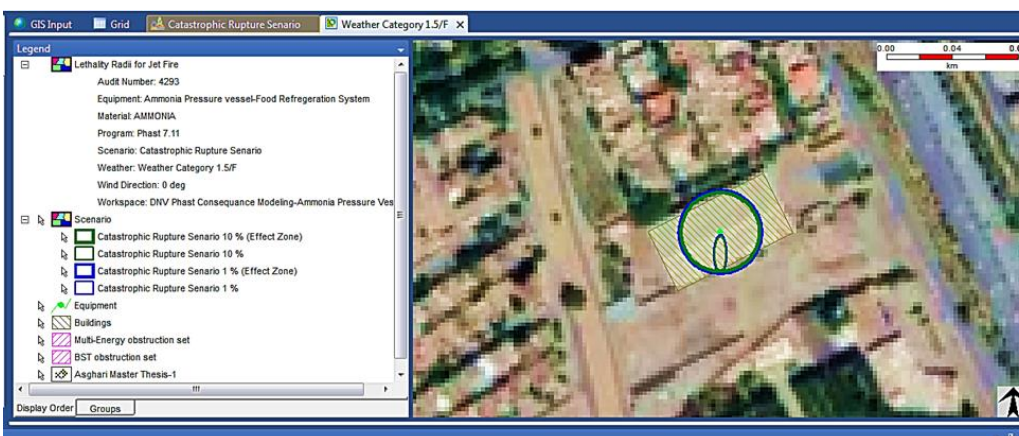 GIS Input
Grid
Catastrophic Rupture Senario
Weather Category 1.5/F
Legend
Lethality Radii for Jet Fire
Audit Number: 4293
Equipment: Ammonia Pressure vessel-Food Refregeration System
Material: AMMONIA
Program: Phast 7.11
Scenario: Catastrophic Rupture Senario
Weather: Weather Category 1.5/F
Wind Direction: 0 deg
Workspace: DNV Phast Consequance Modeling-Ammonia Pressure Ves
Scenario
Catastrophic Rupture Senario 10 % (Effect Zone)
Catastrophic Rupture Senario 10 %
Catastrophic Rupture Senario 1 % (Effect Zone)
Catastrophic Rupture Senario 1 %
Equipment
Buildings
Multi-Energy obstruction set
BST obstruction set
Asghari Master Thesis-1
Display Order
Groups
0.00 0.04
km